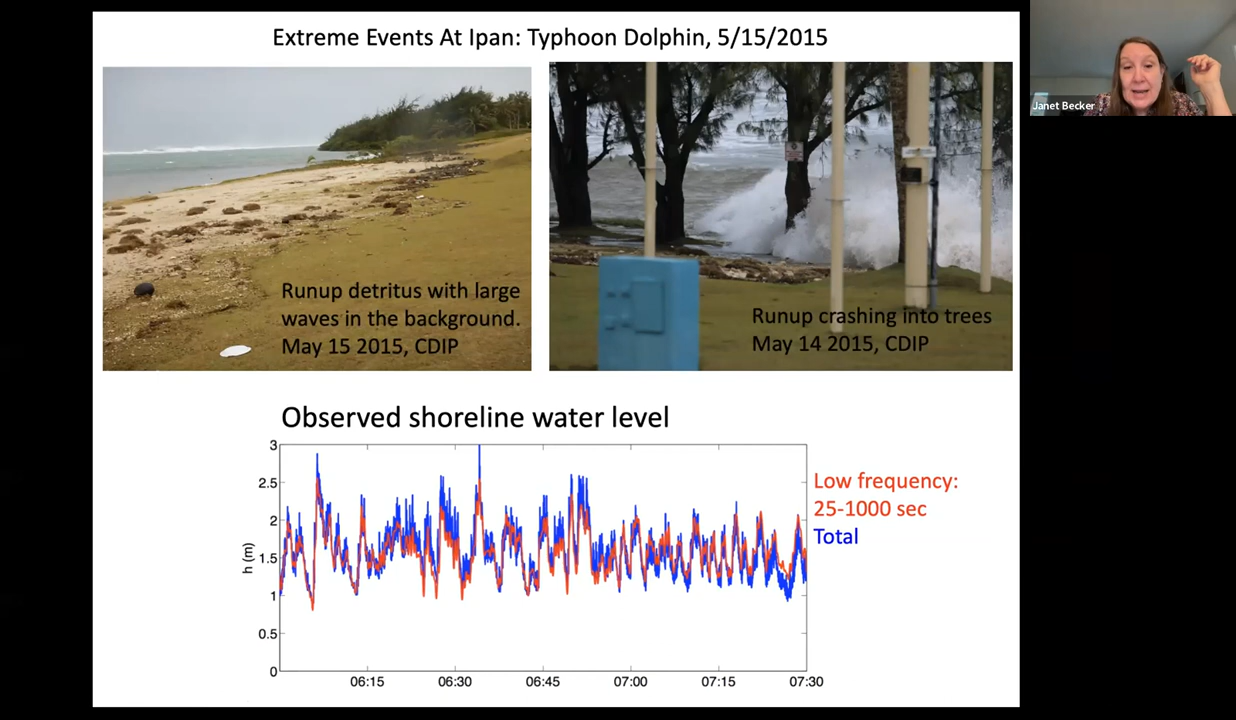 Extreme Events At Ipan: Typhoon Dolphin, 5/15/2015
Janet Becker
Runup detritus with large
waves in the background.
May 15 2015, CDIP
Runup crashing into trees
May 14 2015, CDIP
Observed shoreline water level
3
2.5
2
1.5
1
0.5
0
h (m)
06:15
06:30
06:45
07:00
07:15
07:30
Low frequency:
25-1000 sec
Total